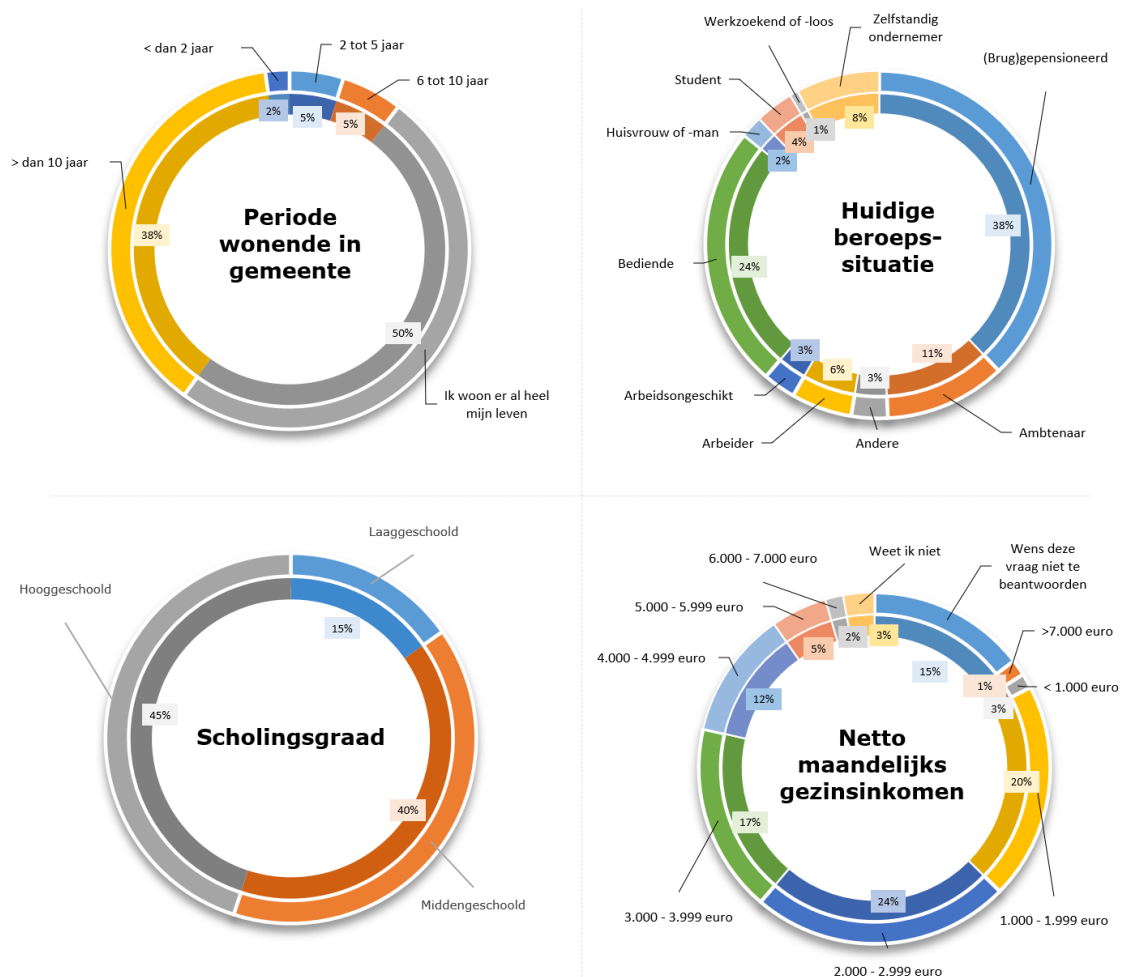 < dan 2 jaar
2 tot 5 jaar
6 tot 10 jaar
2%
5%
5%
> dan 10 jaar
38%
Periode
wonende in
gemeente
50%
Ik woon er al heel
mijn leven
Werkzoekend of -loos
Zelfstandig
ondernemer
(Brug)gepensioneerd
Student
Huisvrouw of -man
8%
1%
4%
2%
Huidige
beroeps-
situatie
38%
Bediende
24%
3%
6%
3%
11%
Arbeidsongeschikt
Arbeider
Andere
Ambtenaar
Laaggeschoold
Hooggeschoold
15%
45%
Scholingsgraad
40%
Middengeschoold
6.000 - 7.000 euro
Weet ik niet
Wens deze
vraag niet te
beantwoorden
5.000 - 5.999 euro
>7.000 euro
4.000 - 4.999 euro
< 1.000 euro
5%
2%
3%
15%
1%
3%
12%
Netto
maandelijks
gezinsinkomen
20%
17%
24%
3.000 - 3.999 euro
1.000 - 1.999 euro
2.000 - 2.999 euro